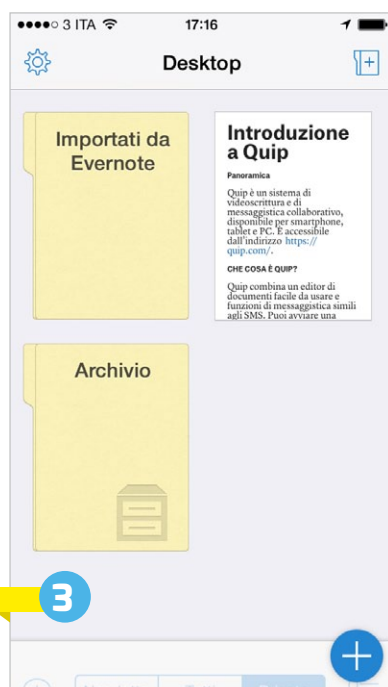 3 ITA 17:16
Desktop
Importati da
Evernote
Introduzione
a Quip
Panoramica
Quip è un sistema di
videoscrittura e di
messaggistica collaborativo,
disponibile per smartphone,
tablet e PC. È accessibile
dall'indirizzo https://
quip.com/.
CHE COSA È QUIP?
Quip combina un editor di
documenti facile da usare e
funzioni di messaggistica simili
agli SMS. Puoi avviare una
Archivio
3